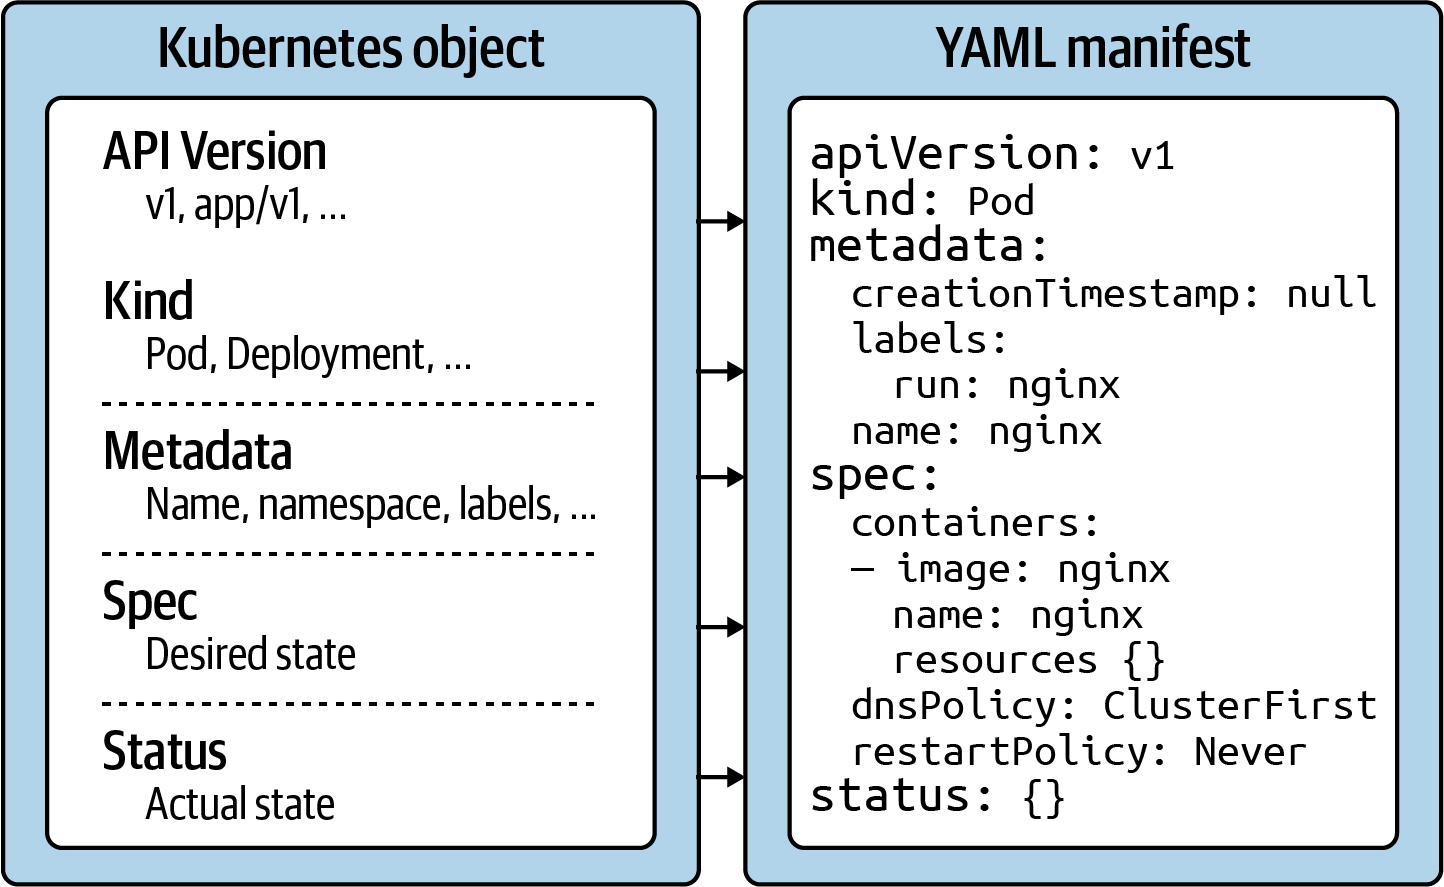 Kubernetes object
API Version
v1, app/v1, ...
Kind
Pod, Deployment, ...
Metadata
Name, namespace, labels, ...
Spec
Desired state
Status
Actual state
YAML manifest
apiVersion: v1
kind: Pod
metadata:
  creationTimestamp: null
  labels:
    run: nginx
  name: nginx
spec:
  containers:
  – image: nginx
    name: nginx
    resources {}
  dnsPolicy: ClusterFirst
  restartPolicy: Never
status: {}